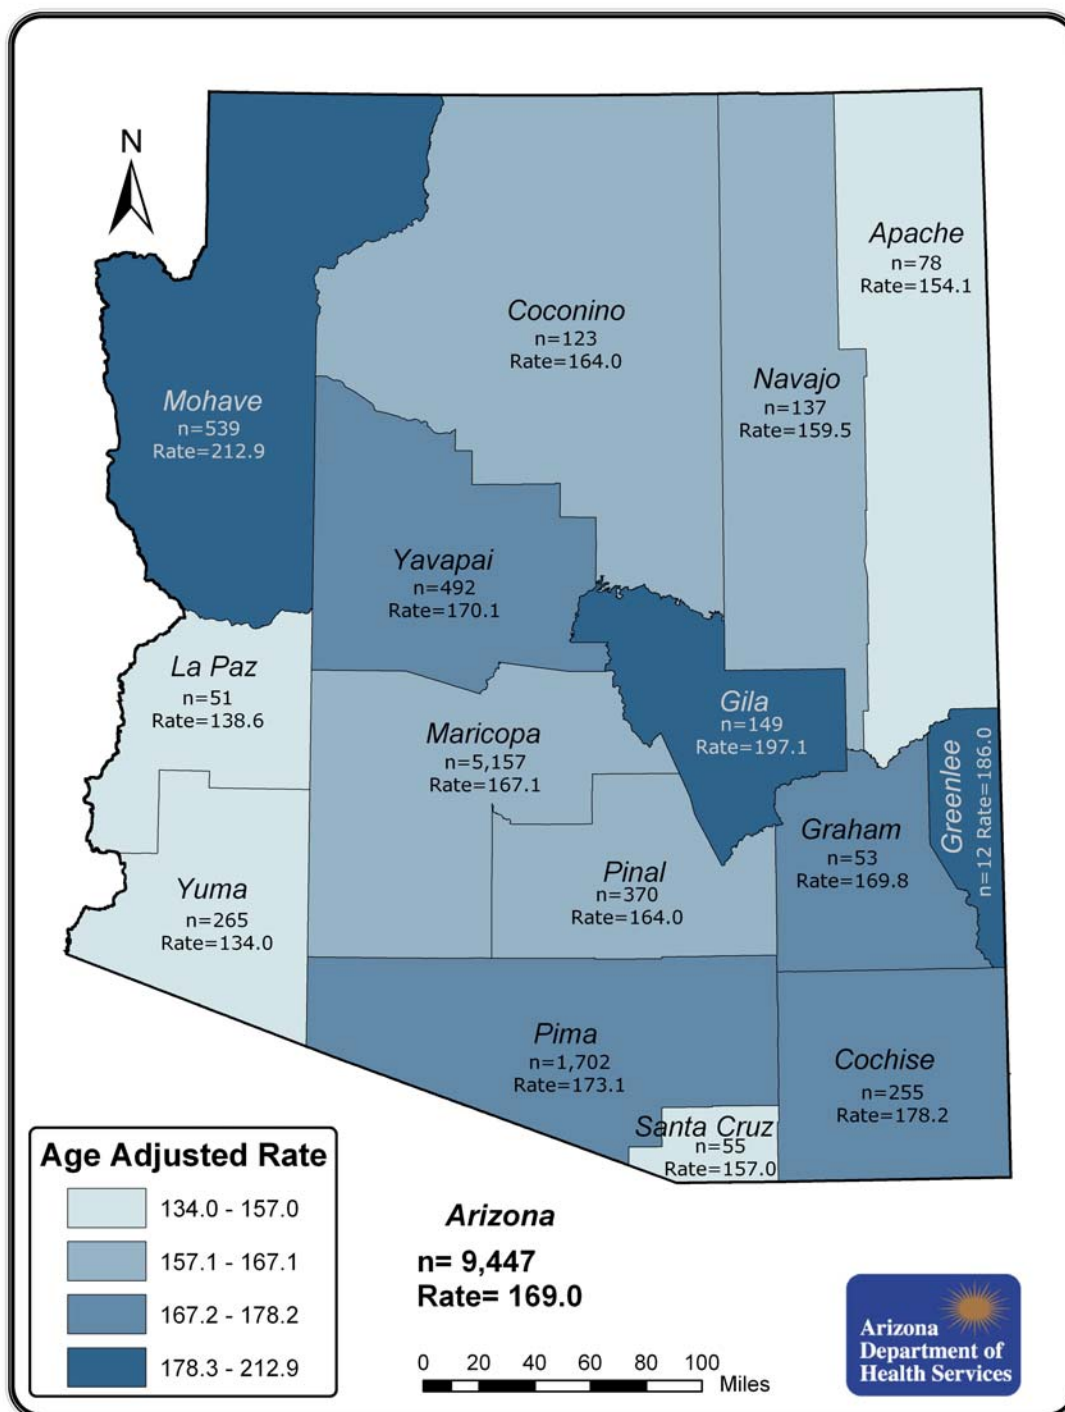 N
Apache
n=78
Rate=154.1
Coconino
n=123
Rate=164.0
Navajo
n=137
Rate=159.5
Mohave
n=539
Rate=212.9
Yavapai
n=492
Rate=170.1
La Paz
n=51
Rate=138.6
Gila
n=149
Rate=197.1
Maricopa
n=5,157
Rate=167.1
Greenlee
n=12 Rate=186.0
Graham
n=53
Rate=169.8
Pinal
n=370
Rate=164.0
Yuma
n=265
Rate=134.0
Pima
n=1,702
Rate=173.1
Cochise
n=255
Rate=178.2
Santa Cruz
n=55
Rate=157.0
Age Adjusted Rate
134.0 - 157.0
157.1 - 167.1
167.2 - 178.2
178.3 - 212.9
Arizona
n= 9,447
Rate= 169.0
0 20 40 60 80 100
Miles
Arizona
Department of
Health Services